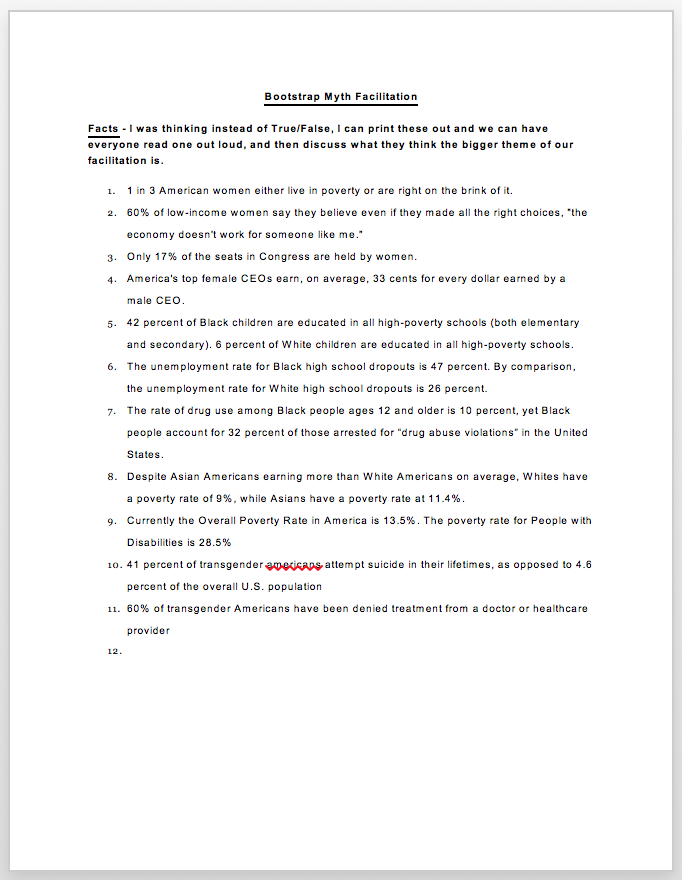 Bootstrap Myth Facilitation
Facts - I was thinking instead of True/False, I can print these out and we can have
everyone read one out loud, and then discuss what they think the bigger theme of our
facilitation is.
1. 1 in 3 American women either live in poverty or are right on the brink of it.
2. 60% of low-income women say they believe even if they made all the right choices, "the
economy doesn't work for someone like me."
3. Only 17% of the seats in Congress are held by women.
4. America's top female CEOs earn, on average, 33 cents for every dollar earned by a
male CEO.
5. 42 percent of Black children are educated in all high-poverty schools (both elementary
and secondary). 6 percent of White children are educated in all high-poverty schools.
6. The unemployment rate for Black high school dropouts is 47 percent. By comparison,
the unemployment rate for White high school dropouts is 26 percent.
7. The rate of drug use among Black people ages 12 and older is 10 percent, yet Black
people account for 32 percent of those arrested for “drug abuse violations” in the United
States.
8. Despite Asian Americans earning more than White Americans on average, Whites have
a poverty rate of 9%, while Asians have a poverty rate at 11.4%.
9. Currently the Overall Poverty Rate in America is 13.5%. The poverty rate for People with
Disabilities is 28.5%
10. 41 percent of transgender americans attempt suicide in their lifetimes, as opposed to 4.6
percent of the overall U.S. population
11. 60% of transgender Americans have been denied treatment from a doctor or healthcare
provider
12.